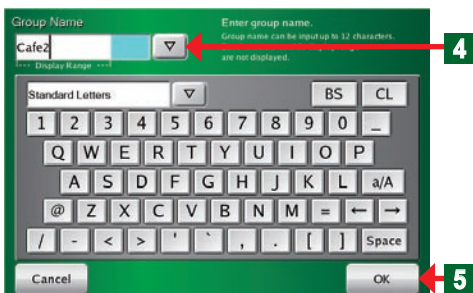 Group Name
Enter group name.
Cafe2
▽
Group name can be input up to 12 characters.
are not displayed.
Display Range
4
Standard Letters
▽
BS CL
1 2 3 4 5 6 7 8 9 0 _
Q W E R T Y U I O P
A S D F G H J K L a/A
@ Z X C V B N M = ← →
/ - < > ' ` , . [ ] Space
Cancel
OK
5